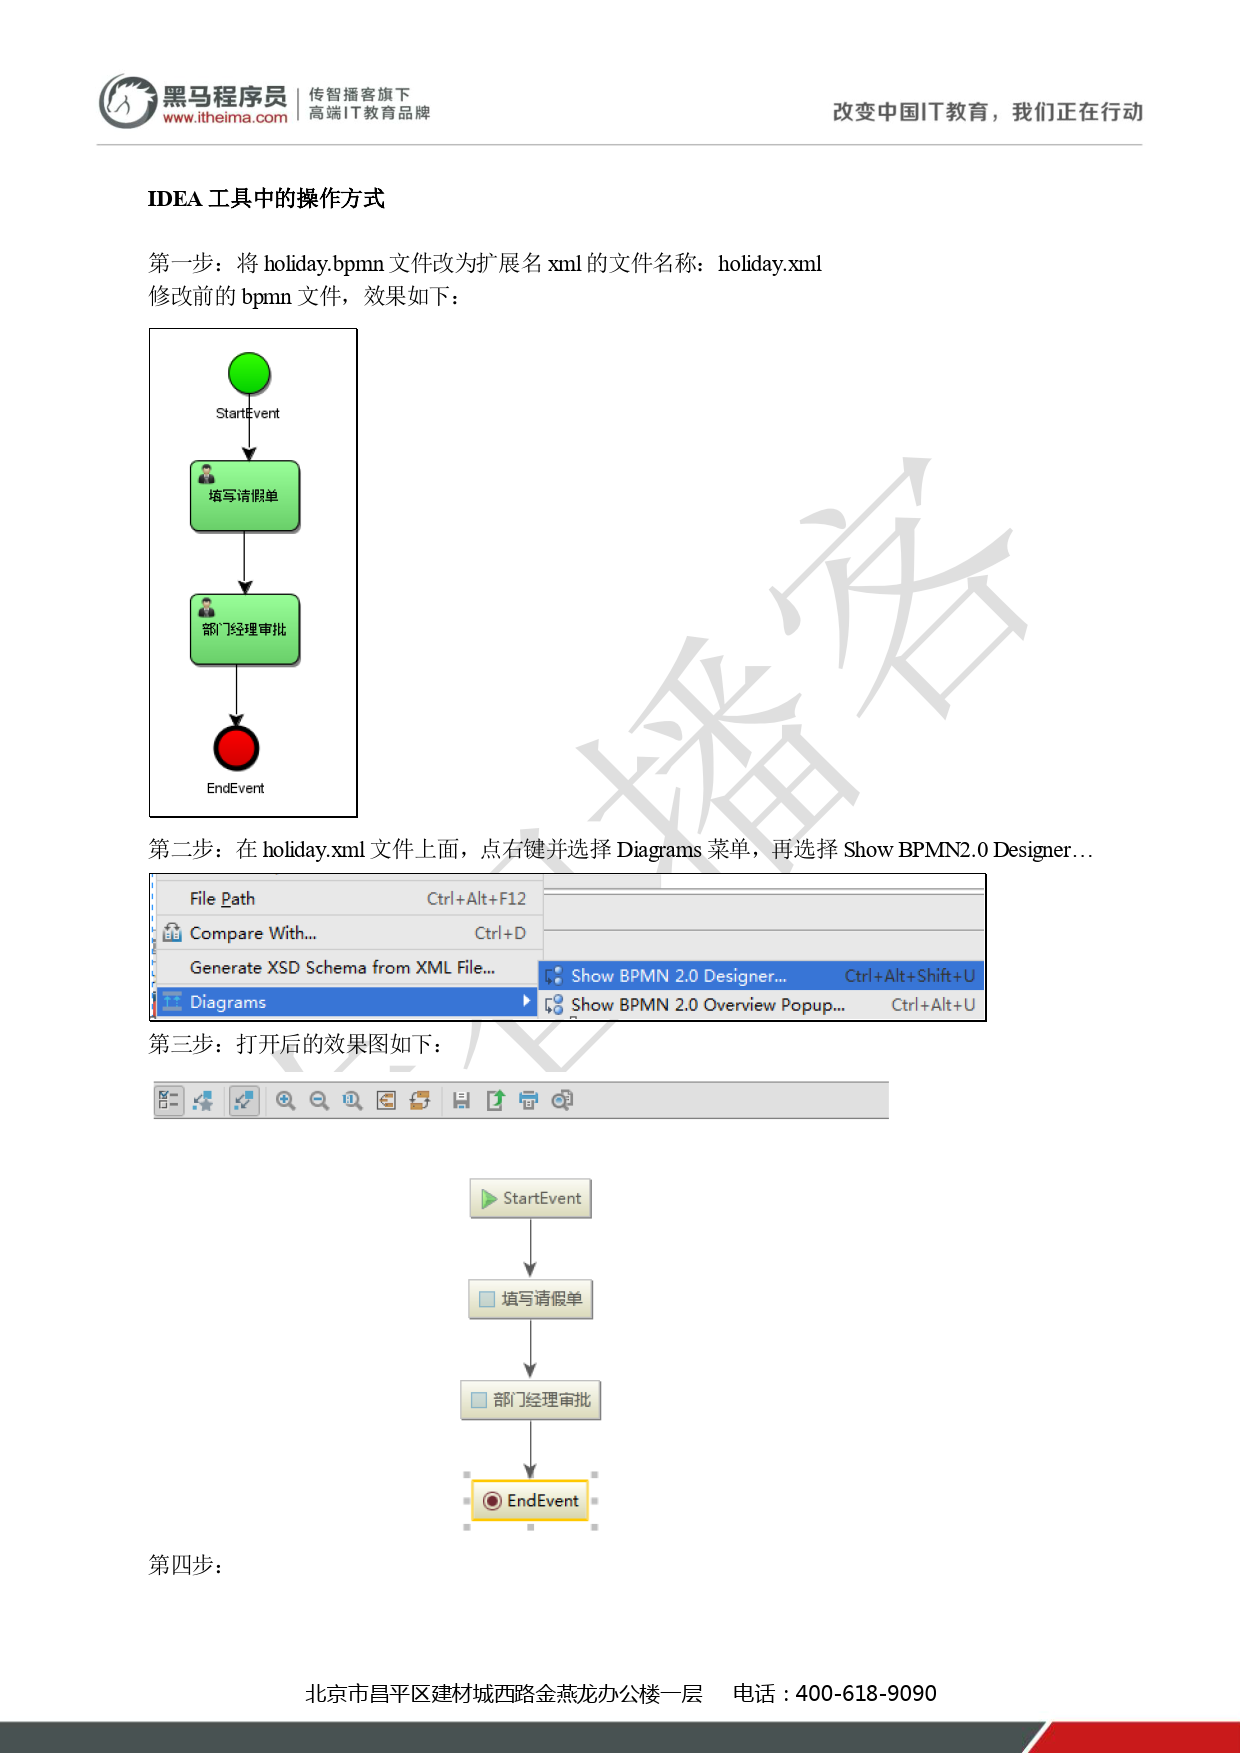 黑马程序员
www.itheima.com
传智播客旗下
高端IT教育品牌
改变中国IT教育，我们正在行动
IDEA 工具中的操作方式
第一步：将 holiday.bpmn 文件改为扩展名 xml 的文件名称：holiday.xml
修改前的 bpmn 文件，效果如下：
StartEvent
填写请假单
部门经理审批
EndEvent
第二步：在 holiday.xml 文件上面，点右键并选择 Diagrams 菜单，再选择 Show BPMN2.0 Designer…
File Path Ctrl+Alt+F12
Compare With... Ctrl+D
Generate XSD Schema from XML File...
Diagrams
Show BPMN 2.0 Designer... Ctrl+Alt+Shift+U
Show BPMN 2.0 Overview Popup... Ctrl+Alt+U
第三步：打开后的效果图如下：
StartEvent
填写请假单
部门经理审批
EndEvent
第四步：
播客
北京市昌平区建材城西路金燕龙办公楼一层 电话：400-618-9090